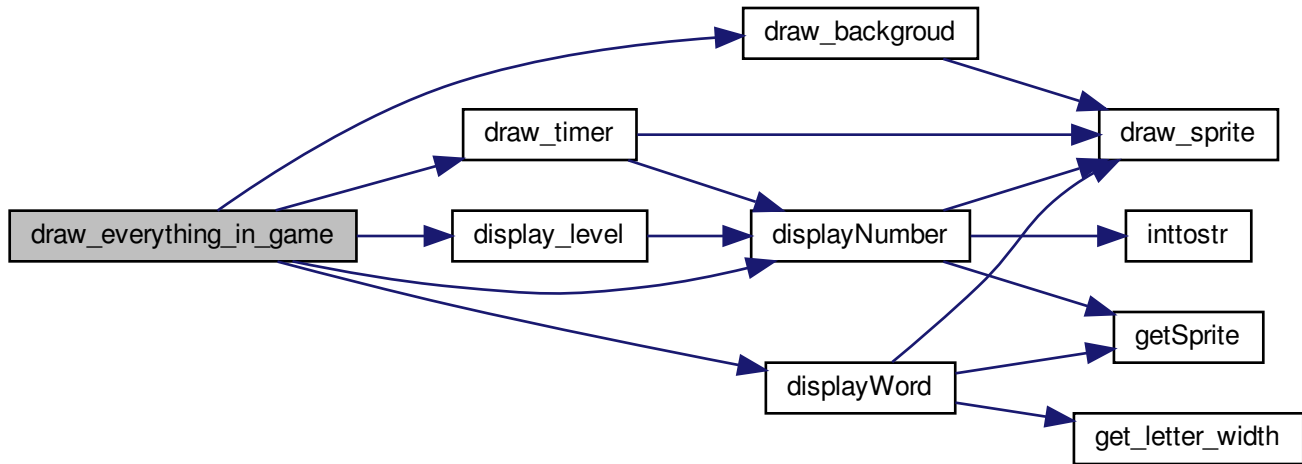 draw_backgroud
draw_timer
draw_sprite
draw_everything_in_game
display_level
displayNumber
inttostr
getSprite
displayWord
get_letter_width